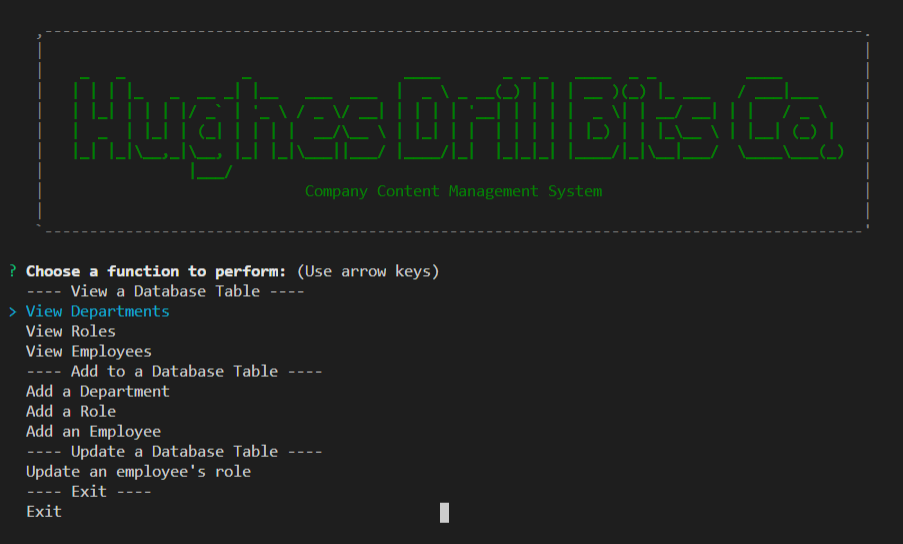 Hughes Drill Bits Co.
Company Content Management System
? Choose a function to perform: (Use arrow keys)
---- View a Database Table ----
> View Departments
View Roles
View Employees
---- Add to a Database Table ----
Add a Department
Add a Role
Add an Employee
---- Update a Database Table ----
Update an employee's role
---- Exit ----
Exit